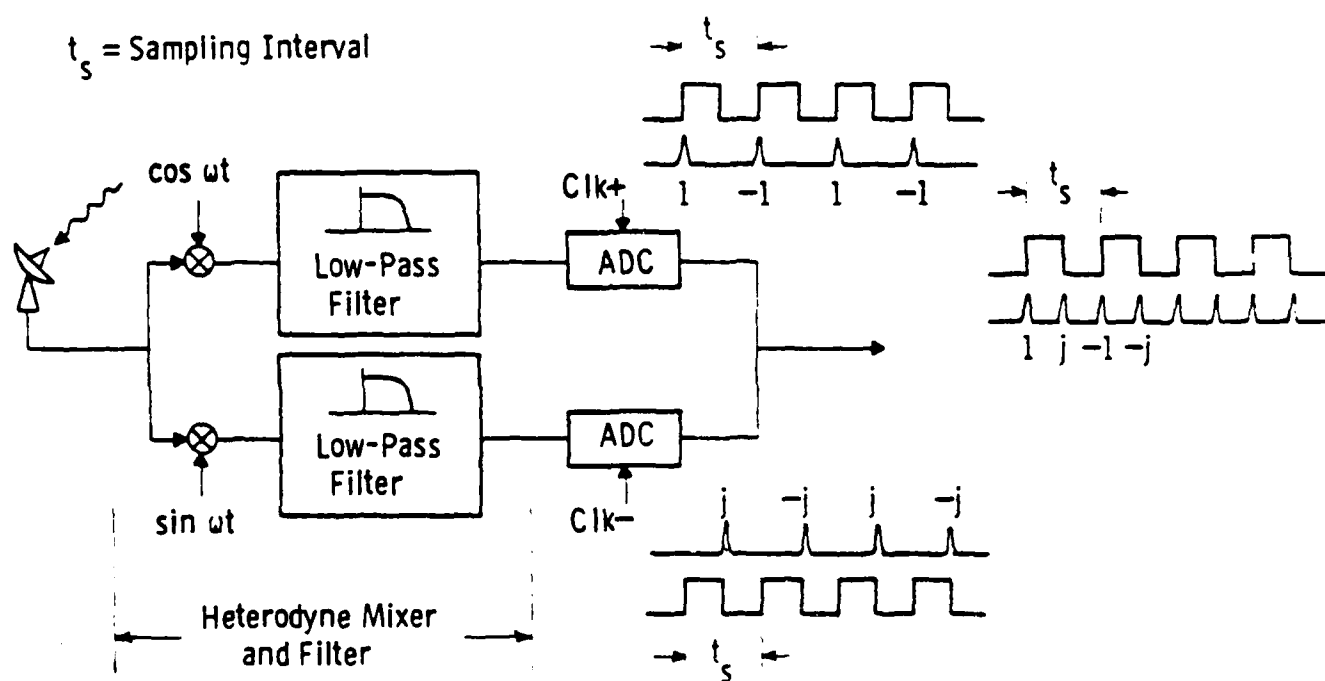 t_s = Sampling Interval
t_s
cos ωt
Clk+
1 -1 1 -1
t_s
Low-Pass
Filter
ADC
1 j -1 -j
Low-Pass
Filter
ADC
sin ωt
Clk-
j -j j -j
Heterodyne Mixer
and Filter
t_s